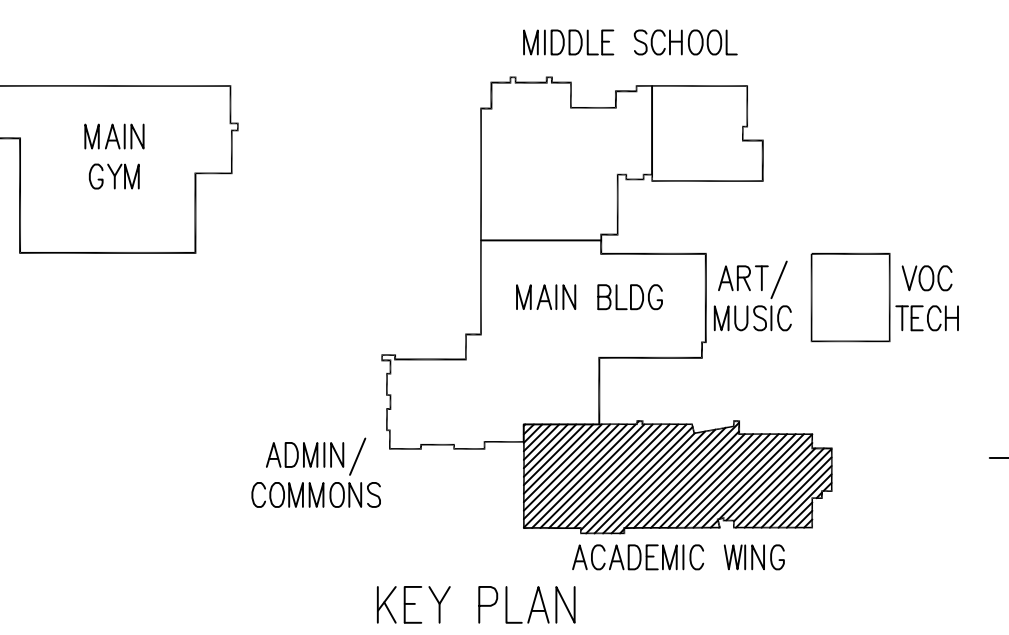 MIDDLE SCHOOL
MAIN
GYM
MAIN BLDG
ART/
MUSIC
VOC
TECH
ADMIN/
COMMONS
ACADEMIC WING
KEY PLAN